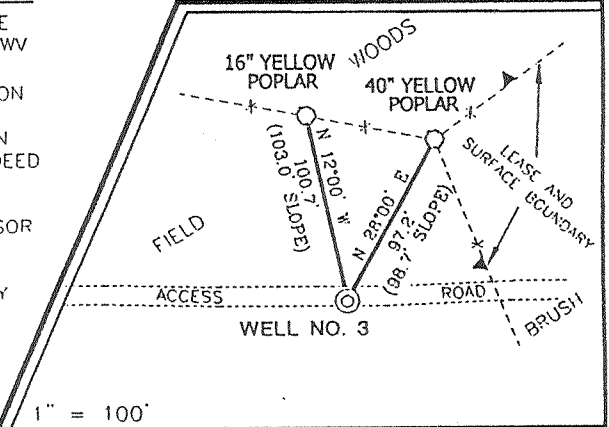 E
WV
ON
N
DEED
SOR
Y
WOODS
16" YELLOW
POPLAR
40" YELLOW
POPLAR
LEASE AND
SURFACE BOUNDARY
N 12°00' W
100.7'
(103.0' SLOPE)
N 28°00' E
97.2'
(98.7' SLOPE)
FIELD
ACCESS
ROAD
BRUSH
WELL NO. 3
1" = 100'